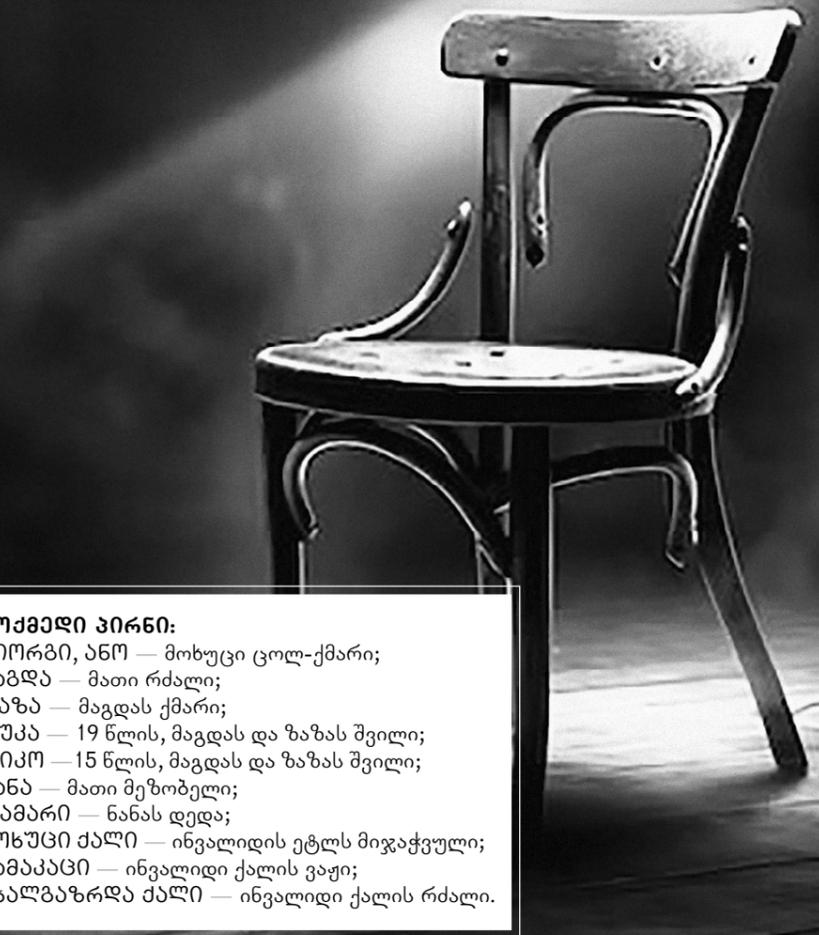 ოქმედი პირნი:
იორგი, ანო — მოხუცი ცოლ-ქმარი;
აგდა — მათი რძალი;
აზა — მაგდას ქმარი;
უკა — 19 წლის, მაგდას და ზაზას შვილი;
იკო —15 წლის, მაგდას და ზაზას შვილი;
ანა — მათი მეზობელი;
ამარი — ნანას დედა;
ოხუცი ქალი — ინვალიდის ეტლს მიჯაჭვული;
ამაკაცი — ინვალიდი ქალის ვაჟი;
ალგაზრდა ქალი — ინვალიდი ქალის რძალი.